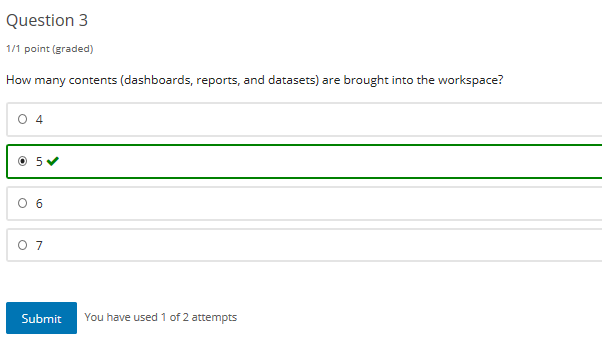 Question 3
1/1 point (graded)
How many contents (dashboards, reports, and datasets) are brought into the workspace?
4
5
6
7
Submit You have used 1 of 2 attempts